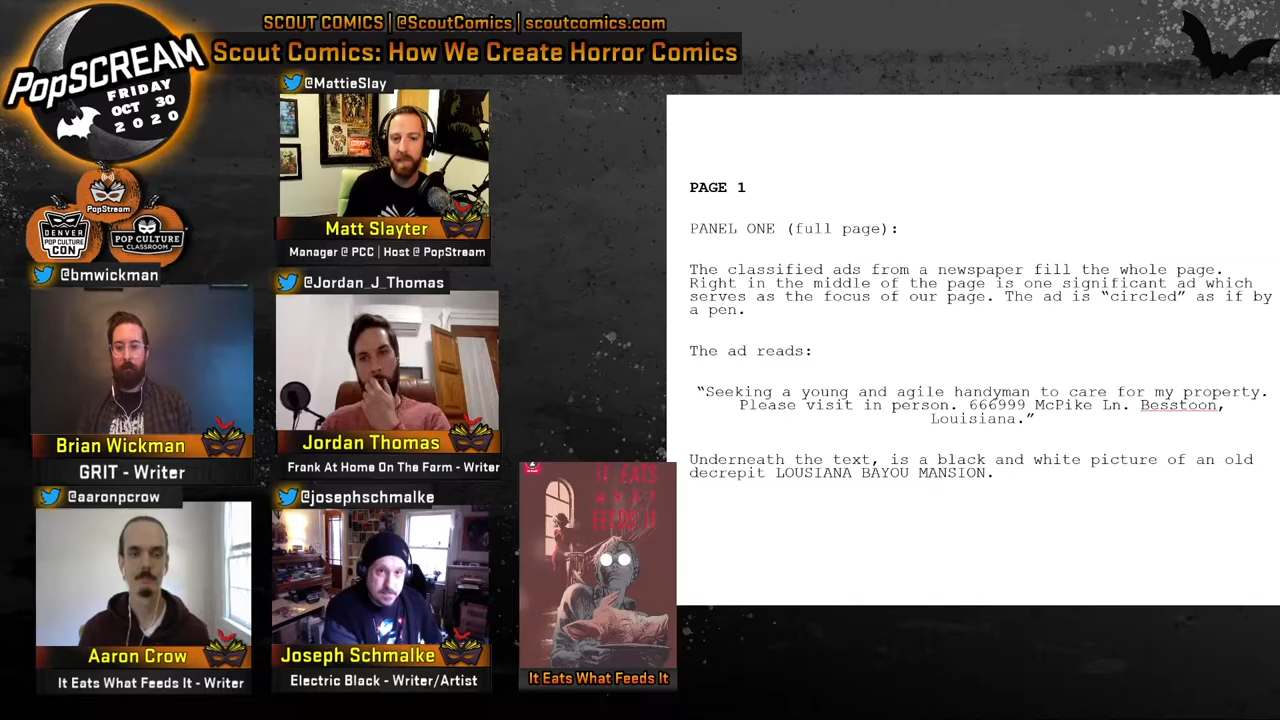 SCOUT COMICS | @ScoutComics | scoutcomics.com
Scout Comics: How We Create Horror Comics
PopSCREAM
FRIDAY
OCT 30
2020
PopStream
DENVER
POP CULTURE
CON
POP CULTURE
CLASSROOM
@MattieSlay
Matt Slayter
Manager @ PCC | Host @ PopStream
@bmwickman
Brian Wickman
GRIT - Writer
@Jordan_J_Thomas
Jordan Thomas
Frank At Home On The Farm - Writer
@aaronpcrow
Aaron Crow
It Eats What Feeds It - Writer
@josephschmalke
Joseph Schmalke
Electric Black - Writer/Artist
IT EATS
WHAT
FEEDS IT
It Eats What Feeds It
PAGE 1
PANEL ONE (full page):
The classified ads from a newspaper fill the whole page.
Right in the middle of the page is one significant ad which
serves as the focus of our page. The ad is “circled” as if by
a pen.
The ad reads:
“Seeking a young and agile handyman to care for my property.
Please visit in person. 666999 McPike Ln. Besstoon,
Louisiana.”
Underneath the text, is a black and white picture of an old
decrepit LOUSIANA BAYOU MANSION.